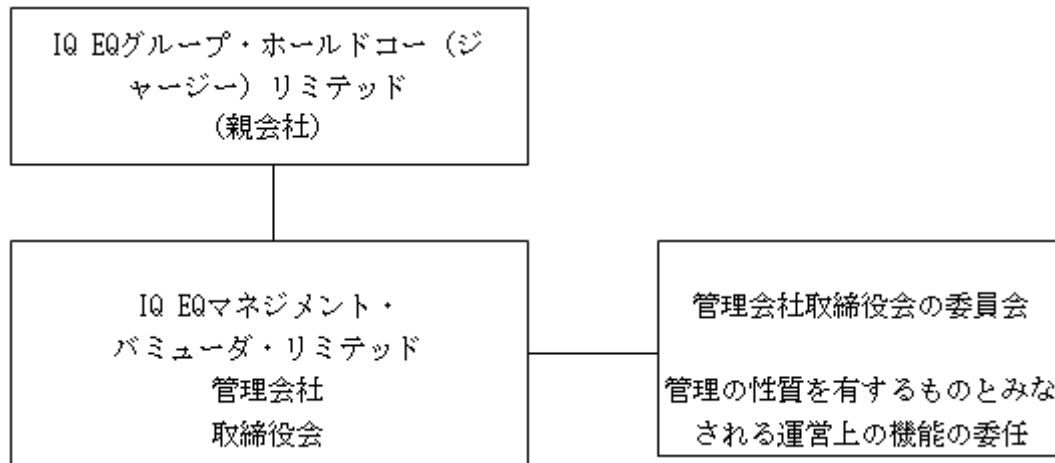 IQ EQグループ・ホールドコー（ジ
ャージー）リミテッド
（親会社）
IQ EQマネジメント・
バミューダ・リミテッド
管理会社
取締役会
管理会社取締役会の委員会
管理の性質を有するものとみな
される運営上の機能の委任